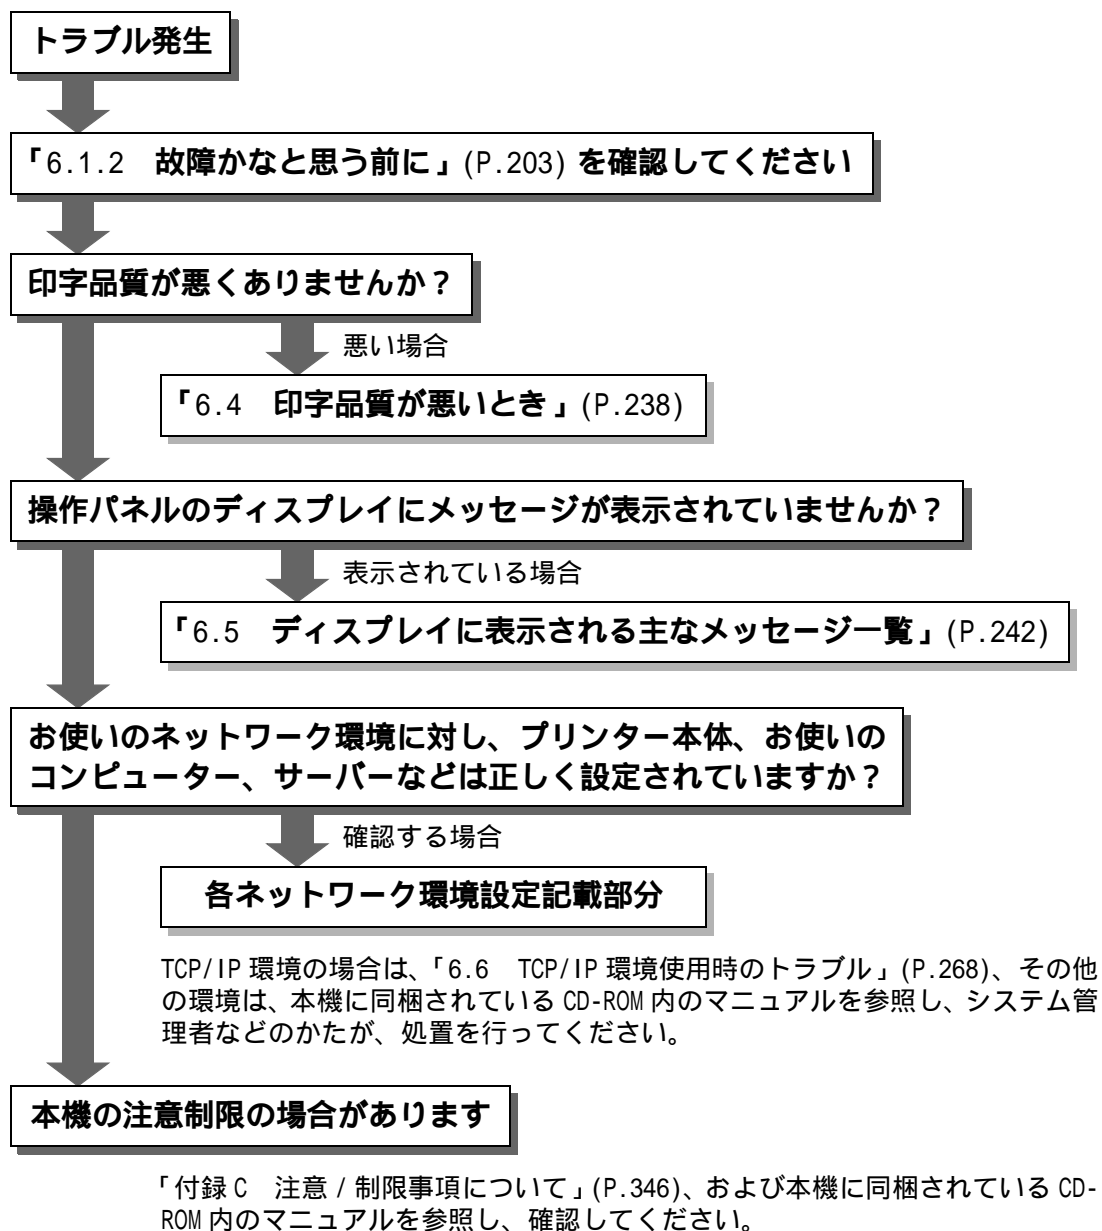 トラブル発生
「6.1.2　故障かなと思う前に」(P.203) を確認してください
印字品質が悪くありませんか？
悪い場合
「6.4　印字品質が悪いとき」(P.238)
操作パネルのディスプレイにメッセージが表示されていませんか？
表示されている場合
「6.5　ディスプレイに表示される主なメッセージ一覧」(P.242)
お使いのネットワーク環境に対し、プリンター本体、お使いの
コンピューター、サーバーなどは正しく設定されていますか？
確認する場合
各ネットワーク環境設定記載部分
TCP/IP 環境の場合は、「6.6　TCP/IP 環境使用時のトラブル」(P.268)、その他
の環境は、本機に同梱されている CD-ROM 内のマニュアルを参照し、システム管
理者などのかたが、処置を行ってください。
本機の注意制限の場合があります
「付録 C　注意 / 制限事項について」(P.346)、および本機に同梱されている CD-
ROM 内のマニュアルを参照し、確認してください。